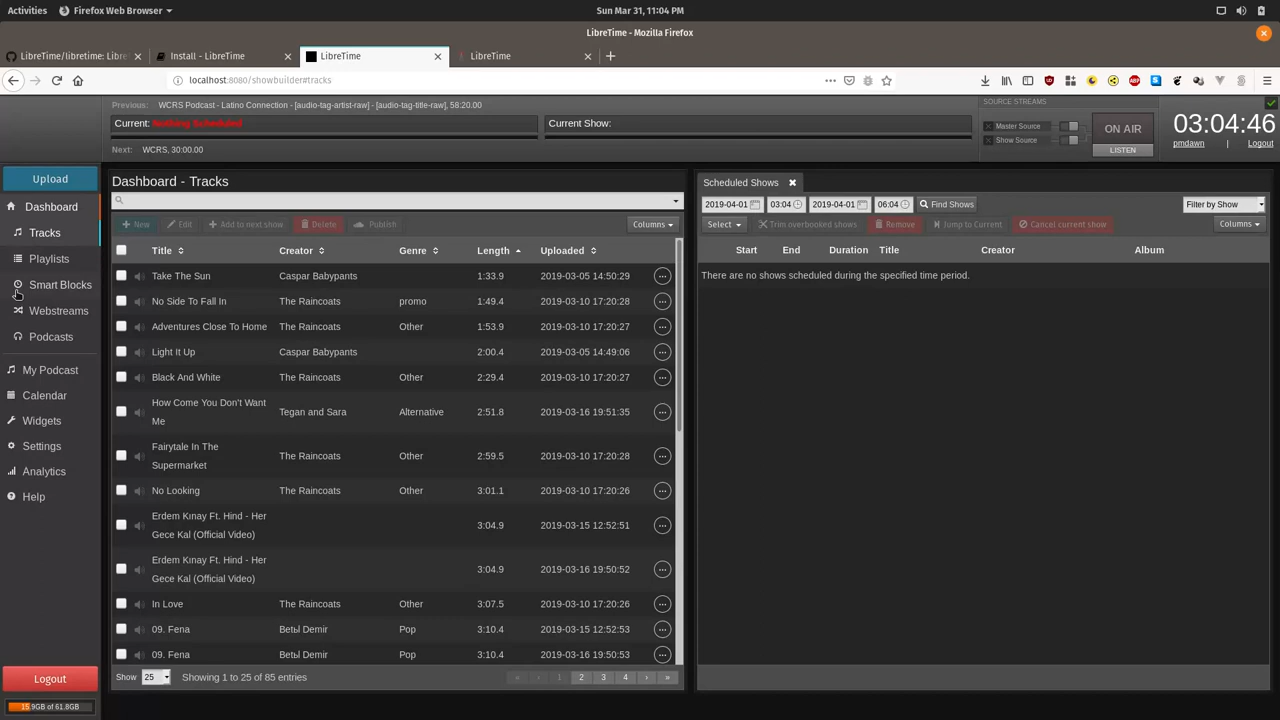 Activities Firefox Web Browser Sun Mar 31, 11:04 PM
LibreTime - Mozilla Firefox
LibreTime/libretime: Libre Install - LibreTime LibreTime LibreTime
localhost:8080/showbuilder#tracks
Previous: WCRS Podcast - Latino Connection - [audio-tag-artist-raw] - [audio-tag-title-raw], 58:20.00
Current: Nothing Scheduled
Current Show:
Next: WCRS, 30:00.00
SOURCE STREAMS
Master Source
Show Source
ON AIR
LISTEN
03:04:46
pmdawn | Logout
Upload
Dashboard
Tracks
Playlists
Smart Blocks
Webstreams
Podcasts
My Podcast
Calendar
Widgets
Settings
Analytics
Help
Logout
15.9GB of 61.8GB
Dashboard - Tracks
New Edit Add to next show Delete Publish Columns
Title Creator Genre Length Uploaded
Take The Sun Caspar Babypants 1:33.9 2019-03-05 14:50:29
No Side To Fall In The Raincoats promo 1:49.4 2019-03-10 17:20:28
Adventures Close To Home The Raincoats Other 1:53.9 2019-03-10 17:20:27
Light It Up Caspar Babypants 2:00.4 2019-03-05 14:49:06
Black And White The Raincoats Other 2:29.4 2019-03-10 17:20:27
How Come You Don't Want
Me Tegan and Sara Alternative 2:51.8 2019-03-16 19:51:35
Fairytale In The
Supermarket The Raincoats Other 2:59.5 2019-03-10 17:20:28
No Looking The Raincoats Other 3:01.1 2019-03-10 17:20:26
Erdem Kınay Ft. Hind - Her
Gece Kal (Official Video) 3:04.9 2019-03-15 12:52:51
Erdem Kınay Ft. Hind - Her
Gece Kal (Official Video) 3:04.9 2019-03-16 19:50:52
In Love The Raincoats Other 3:07.5 2019-03-10 17:20:26
09. Fena Demir Pop 3:10.4 2019-03-15 12:52:53
09. Fena Demir Pop 3:10.4 2019-03-16 19:50:53
Show 25 Showing 1 to 25 of 85 entries « ‹ 1 2 3 4 › »
Scheduled Shows
2019-04-01 03:04 2019-04-01 06:04 Find Shows Filter by Show
Select Trim overbooked shows Remove Jump to Current Cancel current show Columns
Start End Duration Title Creator Album
There are no shows scheduled during the specified time period.